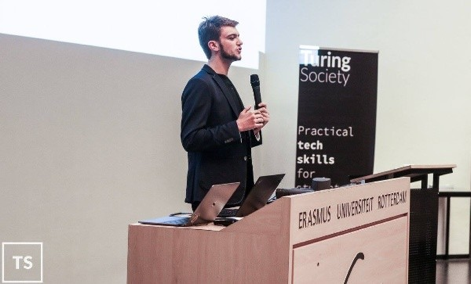 Turing
Society
Practical
tech
skills
for
ERASMUS UNIVERSITEIT ROTTERDAM
TS